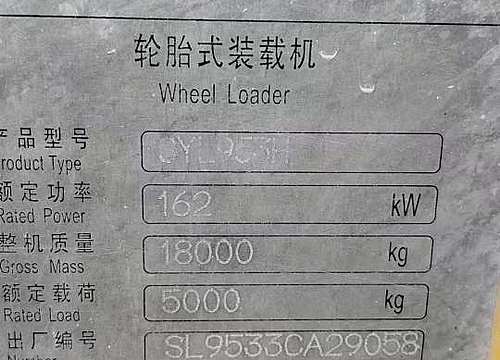 轮胎式装载机
Wheel Loader
产品型号
Product Type
额定功率 162 kW
Rated Power
整机质量 18000 kg
Gross Mass
额定载荷 5000 kg
Rated Load
出厂编号 SL9533CA29058
Number